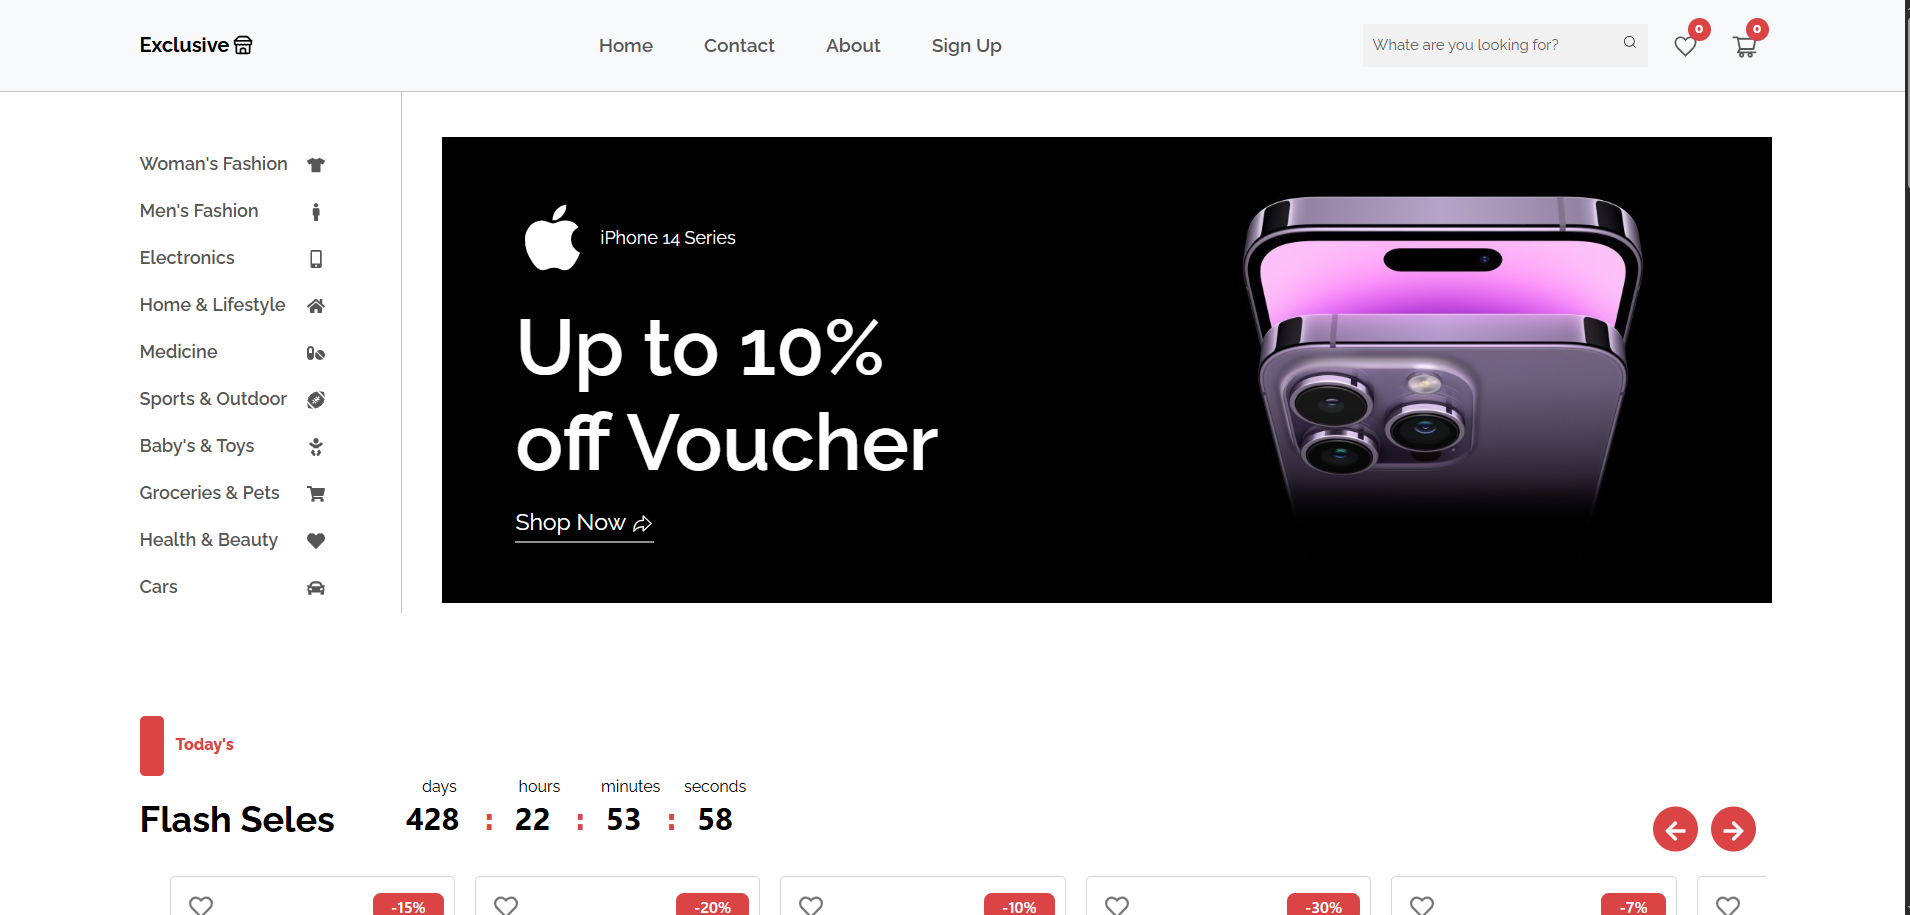 Exclusive
Home Contact About Sign Up
Whate are you looking for?
0 0
Woman's Fashion
Men's Fashion
Electronics
Home & Lifestyle
Medicine
Sports & Outdoor
Baby's & Toys
Groceries & Pets
Health & Beauty
Cars
iPhone 14 Series
Up to 10%
off Voucher
Shop Now
Today's
Flash Seles
days hours minutes seconds
428 : 22 : 53 : 58
-15% -20% -10% -30% -7%